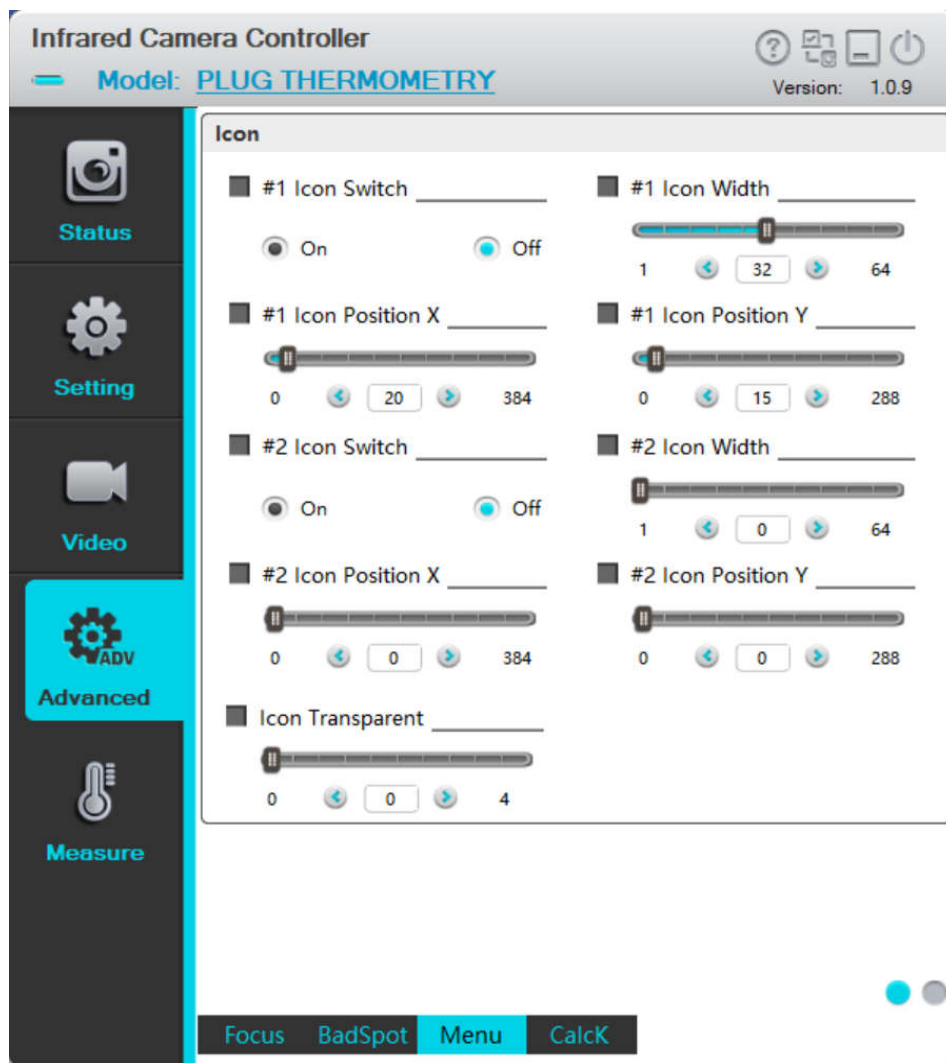 Infrared Camera Controller
Model: PLUG THERMOMETRY
Version: 1.0.9
Status
Setting
Video
ADV
Advanced
Measure
Icon
#1 Icon Switch
#1 Icon Width
On Off
1 32 64
#1 Icon Position X
#1 Icon Position Y
0 20 384
0 15 288
#2 Icon Switch
#2 Icon Width
On Off
1 0 64
#2 Icon Position X
#2 Icon Position Y
0 0 384
0 0 288
Icon Transparent
0 0 4
Focus BadSpot Menu CalcK